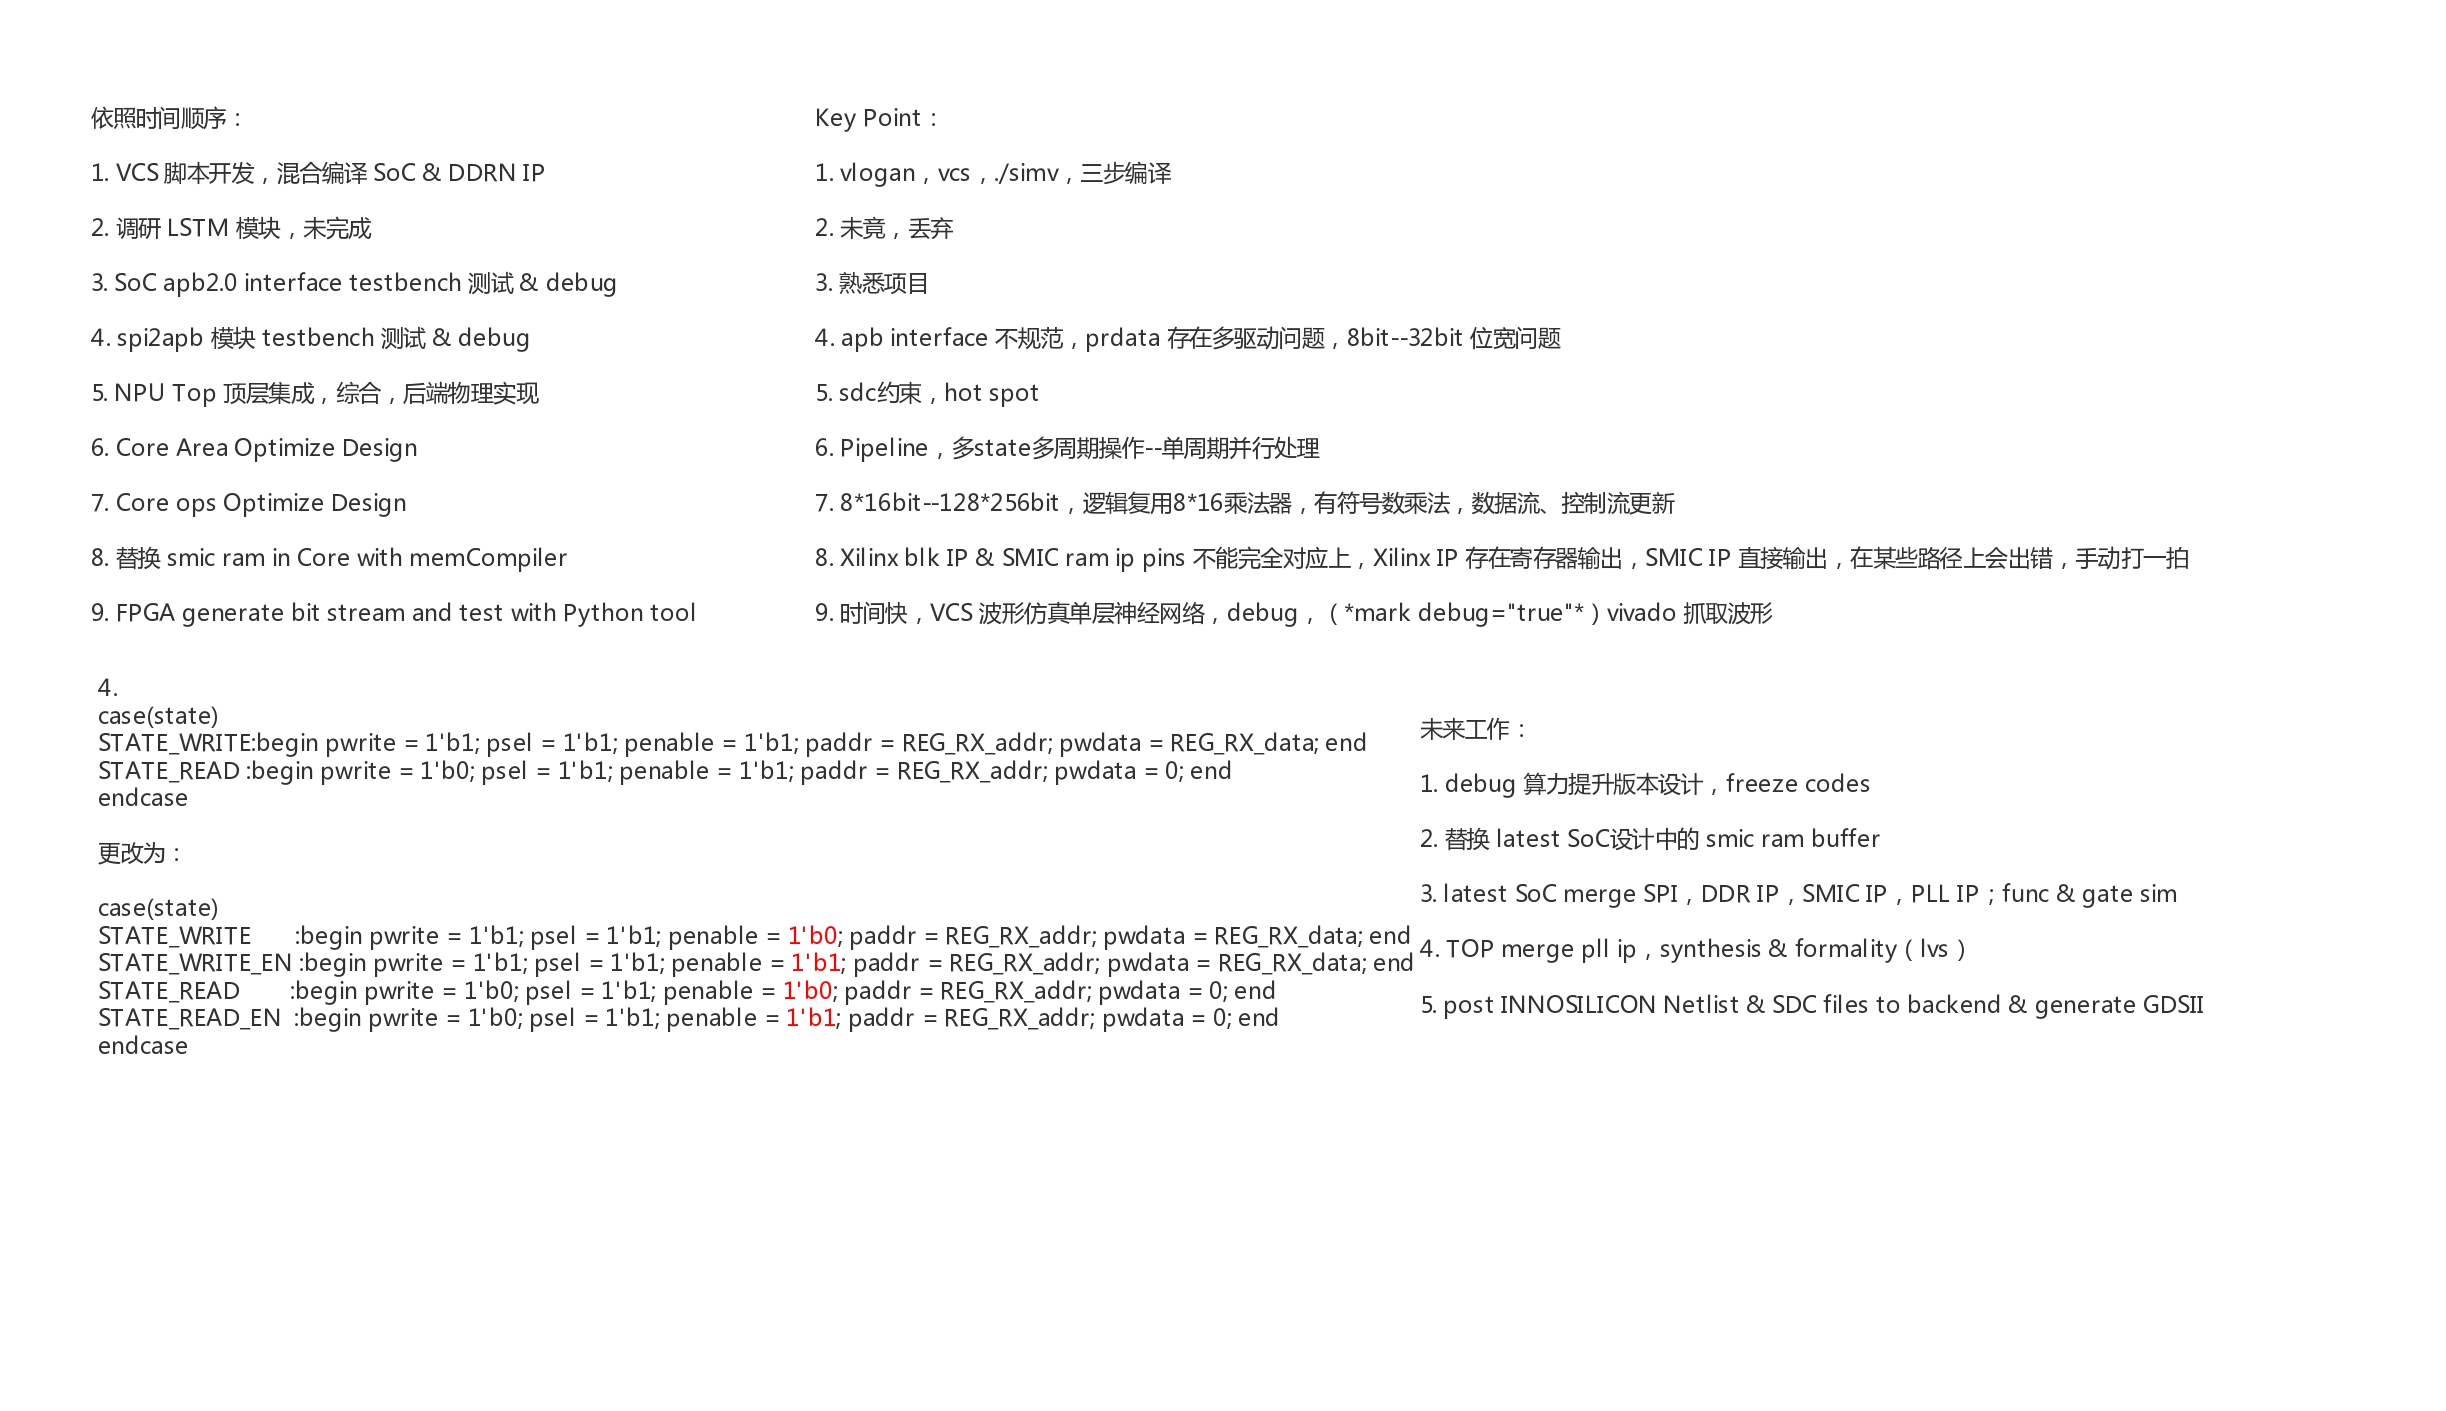 依照时间顺序：
1. VCS 脚本开发，混合编译 SoC & DDRN IP
2. 调研 LSTM 模块，未完成
3. SoC apb2.0 interface testbench 测试 & debug
4. spi2apb 模块 testbench 测试 & debug
5. NPU Top 顶层集成，综合，后端物理实现
6. Core Area Optimize Design
7. Core ops Optimize Design
8. 替换 smic ram in Core with memCompiler
9. FPGA generate bit stream and test with Python tool
Key Point：
1. vlogan，vcs，./simv，三步编译
2. 未竟，丢弃
3. 熟悉项目
4. apb interface 不规范，prdata 存在多驱动问题，8bit--32bit 位宽问题
5. sdc约束，hot spot
6. Pipeline，多state多周期操作--单周期并行处理
7. 8*16bit--128*256bit，逻辑复用8*16乘法器，有符号数乘法，数据流、控制流更新
8. Xilinx blk IP & SMIC ram ip pins 不能完全对应上，Xilinx IP 存在寄存器输出，SMIC IP 直接输出，在某些路径上会出错，手动打一拍
9. 时间快，VCS 波形仿真单层神经网络，debug，（*mark debug="true"*）vivado 抓取波形
4.
case(state)
STATE_WRITE:begin pwrite = 1'b1; psel = 1'b1; penable = 1'b1; paddr = REG_RX_addr; pwdata = REG_RX_data; end
STATE_READ :begin pwrite = 1'b0; psel = 1'b1; penable = 1'b1; paddr = REG_RX_addr; pwdata = 0; end
endcase
更改为：
case(state)
STATE_WRITE :begin pwrite = 1'b1; psel = 1'b1; penable = 1'b0; paddr = REG_RX_addr; pwdata = REG_RX_data; end
STATE_WRITE_EN :begin pwrite = 1'b1; psel = 1'b1; penable = 1'b1; paddr = REG_RX_addr; pwdata = REG_RX_data; end
STATE_READ :begin pwrite = 1'b0; psel = 1'b1; penable = 1'b0; paddr = REG_RX_addr; pwdata = 0; end
STATE_READ_EN :begin pwrite = 1'b0; psel = 1'b1; penable = 1'b1; paddr = REG_RX_addr; pwdata = 0; end
endcase
未来工作：
1. debug 算力提升版本设计，freeze codes
2. 替换 latest SoC设计中的 smic ram buffer
3. latest SoC merge SPI，DDR IP，SMIC IP，PLL IP；func & gate sim
4. TOP merge pll ip，synthesis & formality（lvs）
5. post INNOSILICON Netlist & SDC files to backend & generate GDSII